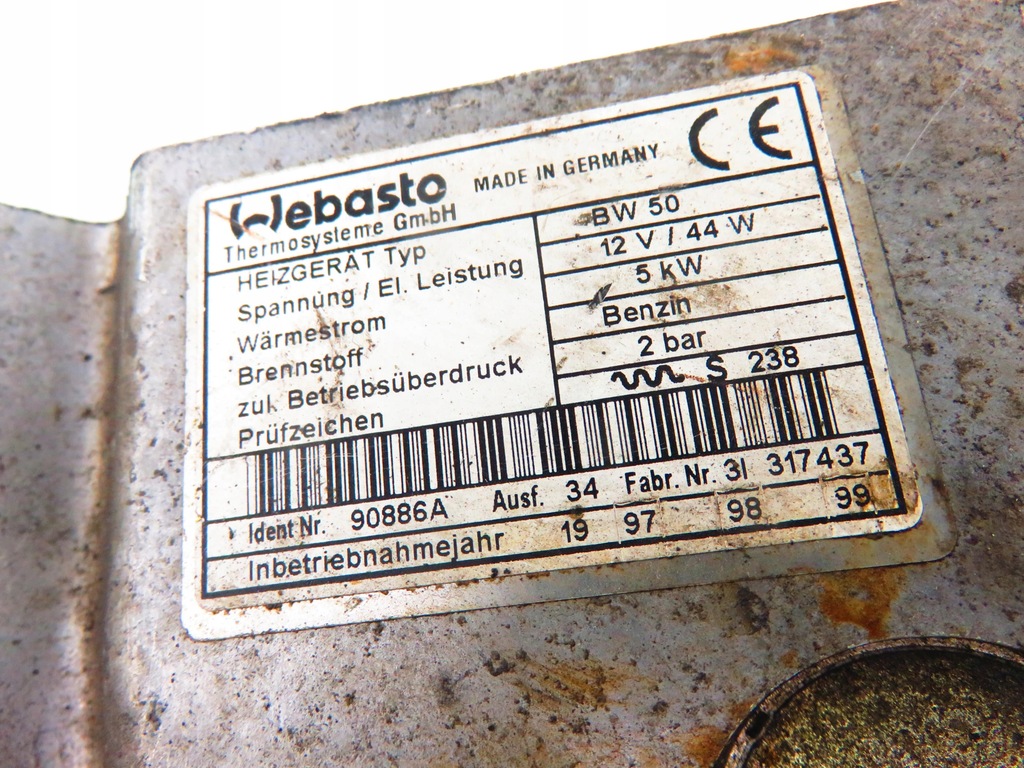 Webasto MADE IN GERMANY CE
Thermosysteme GmbH
HEIZGERÄT Typ BW 50
Spannung / El. Leistung 12 V / 44 W
Wärmestrom 5 kW
Brennstoff Benzin
zul. Betriebsüberdruck 2 bar
Prüfzeichen S 238
Ident Nr. 90886A Ausf. 34 Fabr. Nr. 3I 317437
Inbetriebnahmejahr 19 97 98 99